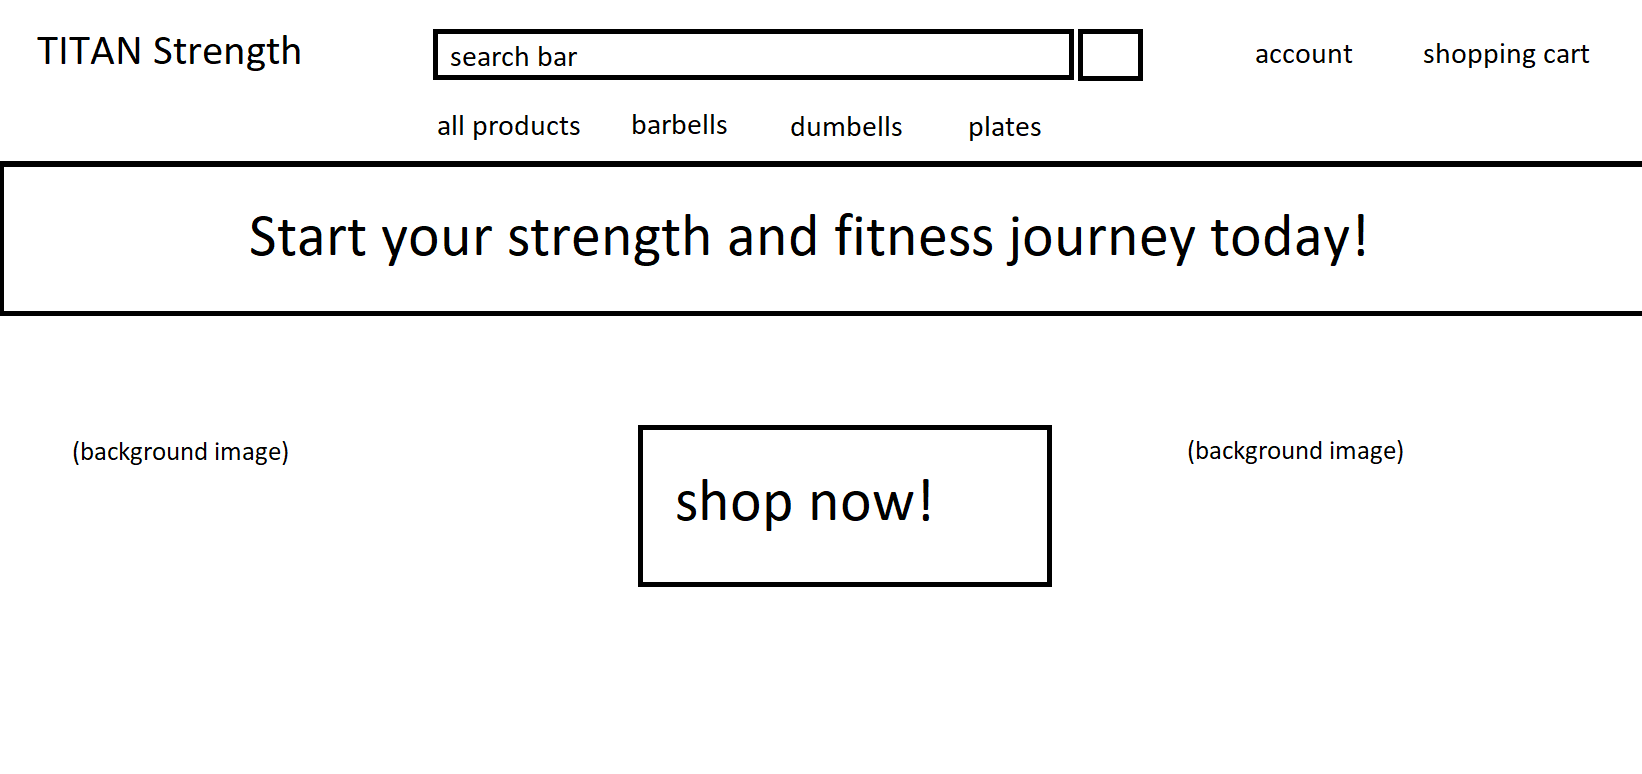 TITAN Strength
search bar
account
shopping cart
all products
barbells
dumbells
plates
Start your strength and fitness journey today!
(background image)
shop now!
(background image)